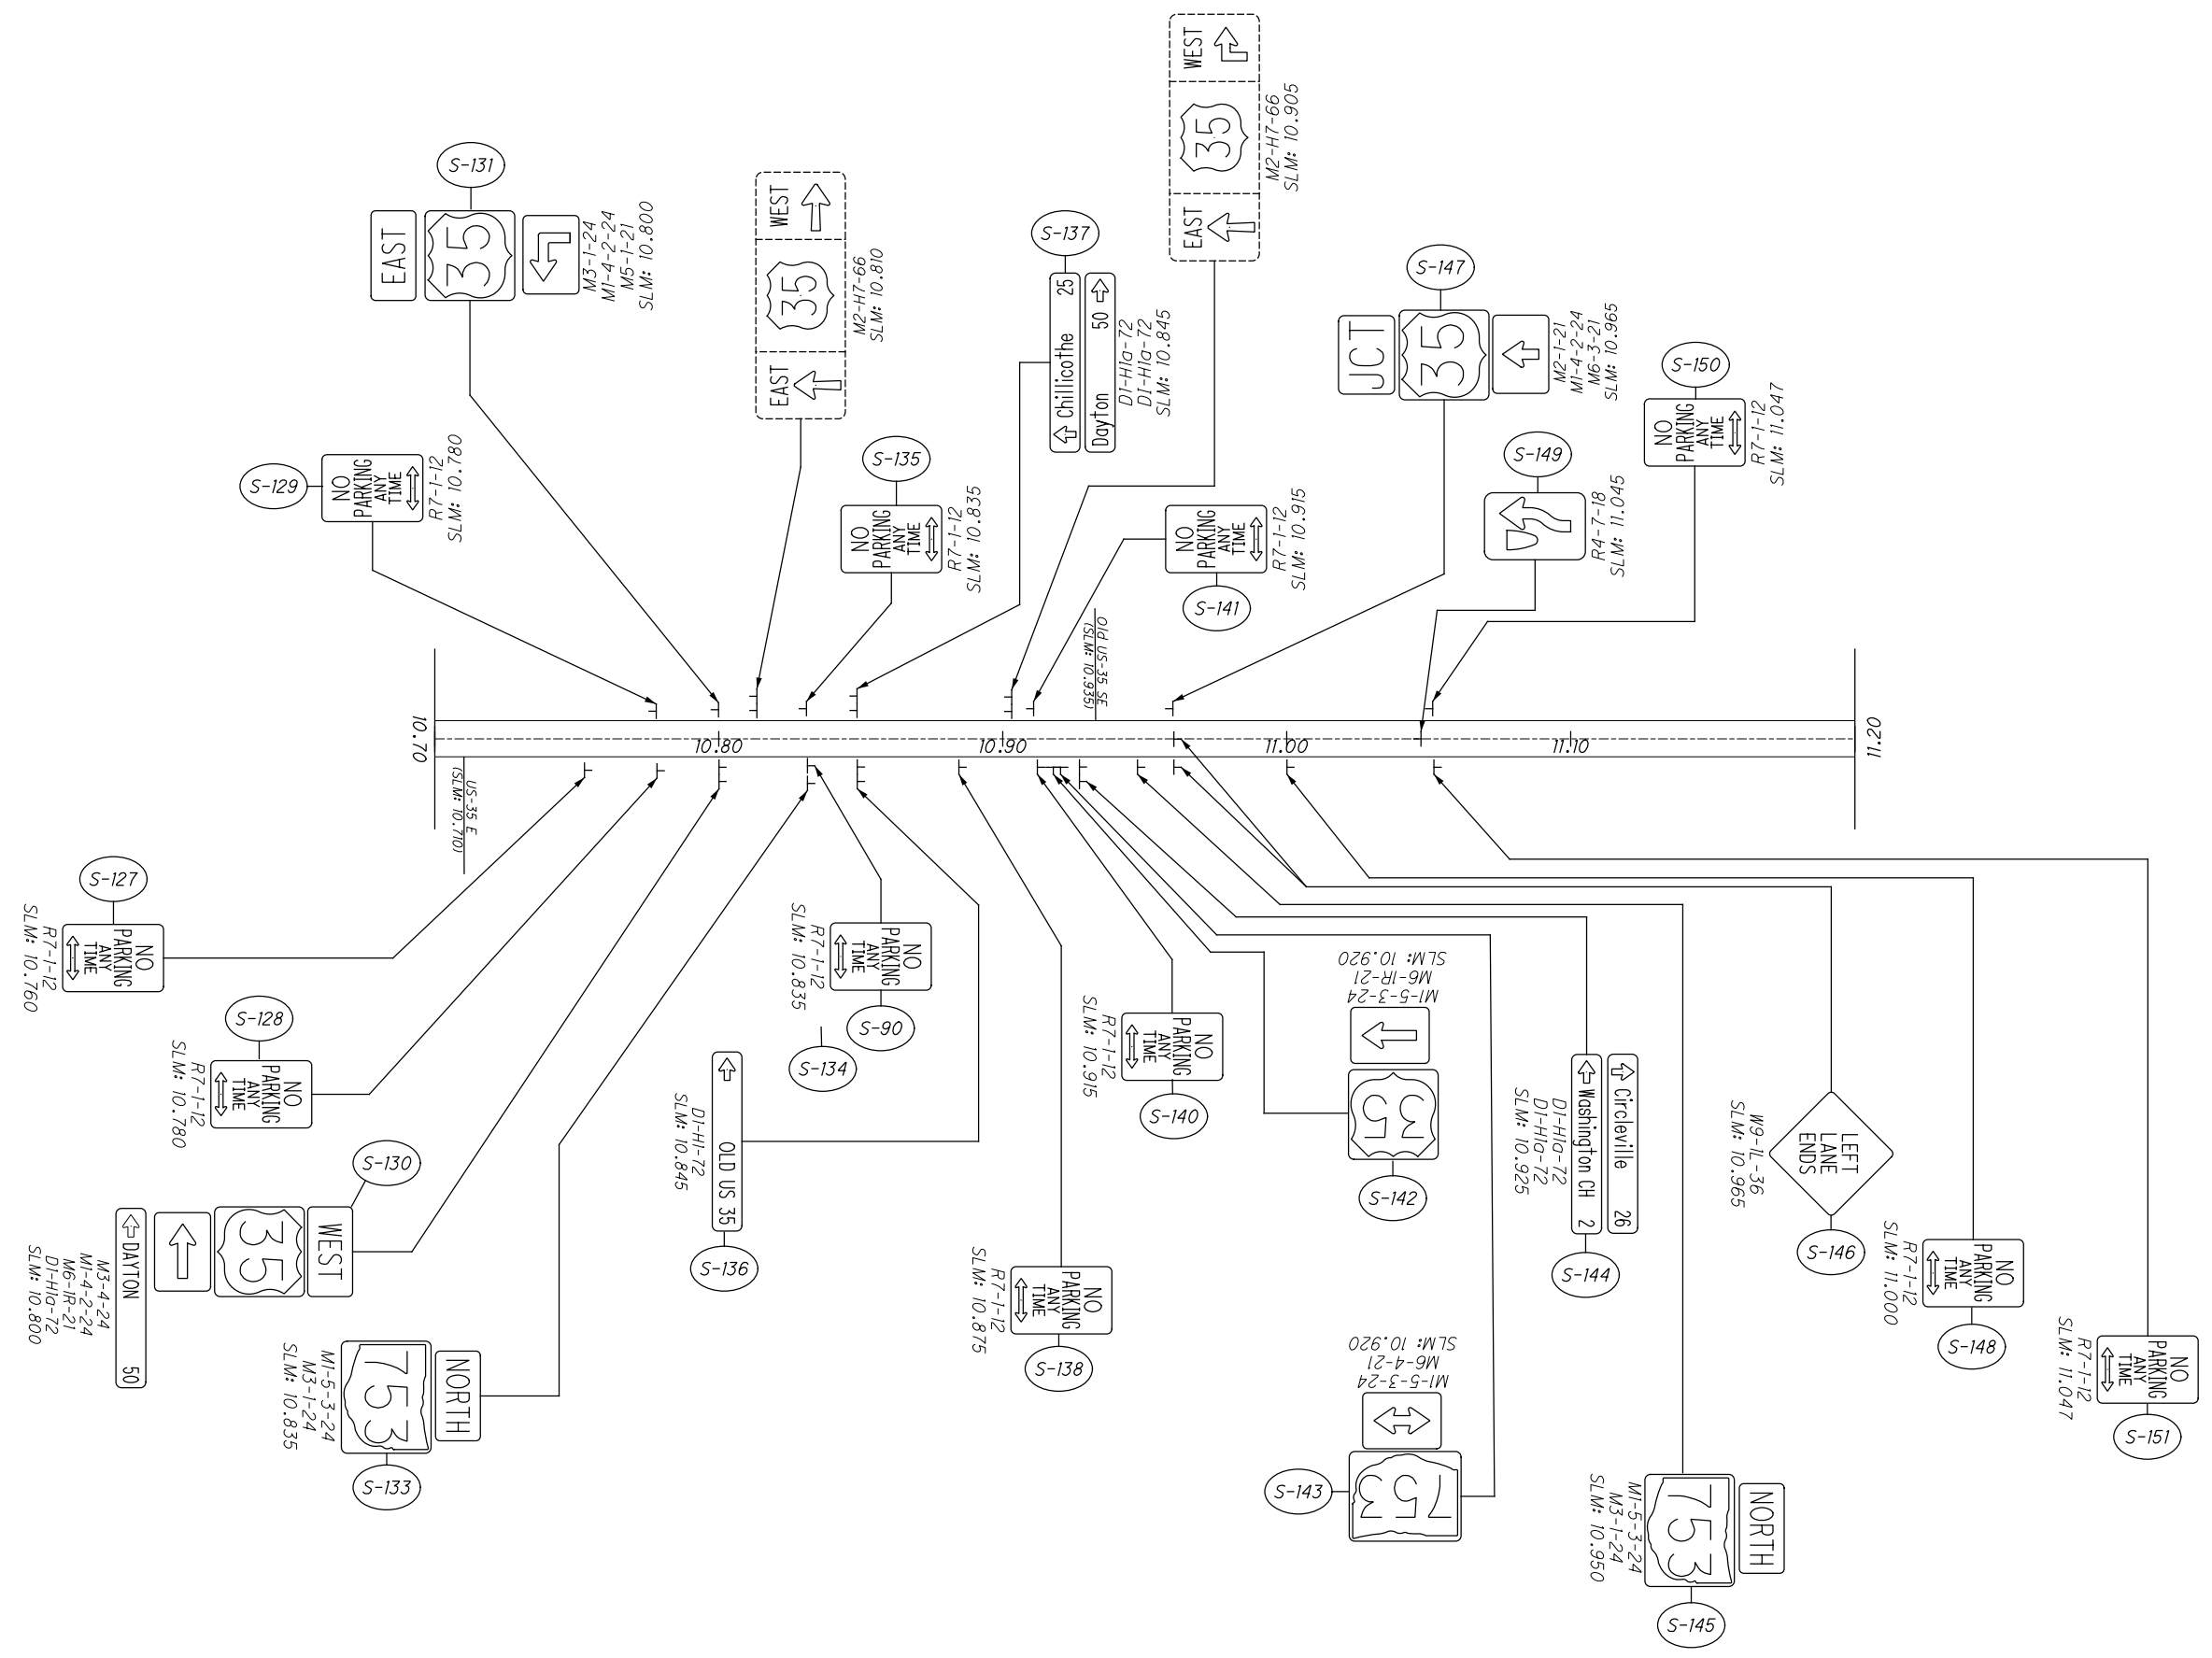 WEST
35
EAST
M2-H7-66
SLM: 10.905
S-131
EAST
35
M3-1-24
M1-4-2-24
M5-1-21
SLM: 10.800
WEST
35
EAST
M2-H7-66
SLM: 10.810
S-137
Chillicothe 25
Dayton 50
D1-H1a-72
D1-H1a-72
SLM: 10.845
S-147
JCT
35
M2-1-21
M1-4-2-24
M6-3-21
SLM: 10.965
S-150
NO
PARKING
ANY
TIME
R7-1-12
SLM: 11.047
S-129
NO
PARKING
ANY
TIME
R7-1-12
SLM: 10.780
S-135
NO
PARKING
ANY
TIME
R7-1-12
SLM: 10.835
NO
PARKING
ANY
TIME
R7-1-12
SLM: 10.915
S-141
S-149
R4-7-18
SLM: 11.045
Old US-35 SE
(SLM: 10.935)
10.70
10.80
10.90
11.00
11.10
11.20
US-35 E
(SLM: 10.710)
S-127
NO
PARKING
ANY
TIME
R7-1-12
SLM: 10.760
S-128
NO
PARKING
ANY
TIME
R7-1-12
SLM: 10.780
NO
PARKING
ANY
TIME
R7-1-12
SLM: 10.835
S-90
S-134
OLD US 35
D1-H1-72
SLM: 10.845
S-136
S-130
WEST
35
DAYTON 50
M3-4-24
M1-4-2-24
M6-1R-21
D1-H1a-72
SLM: 10.800
NORTH
753
M1-5-3-24
M3-1-24
SLM: 10.835
S-133
NO
PARKING
ANY
TIME
R7-1-12
SLM: 10.875
S-138
NO
PARKING
ANY
TIME
R7-1-12
SLM: 10.915
S-140
M1-5-3-24
M6-1R-21
SLM: 10.920
35
S-142
M1-5-3-24
M6-4-21
SLM: 10.920
753
S-143
Circleville 26
Washington CH 2
D1-H1a-72
D1-H1a-72
SLM: 10.925
S-144
NORTH
753
M1-5-3-24
M3-1-24
SLM: 10.950
S-145
LEFT
LANE
ENDS
W9-1L-36
SLM: 10.965
S-146
NO
PARKING
ANY
TIME
R7-1-12
SLM: 11.000
S-148
NO
PARKING
ANY
TIME
R7-1-12
SLM: 11.047
S-151